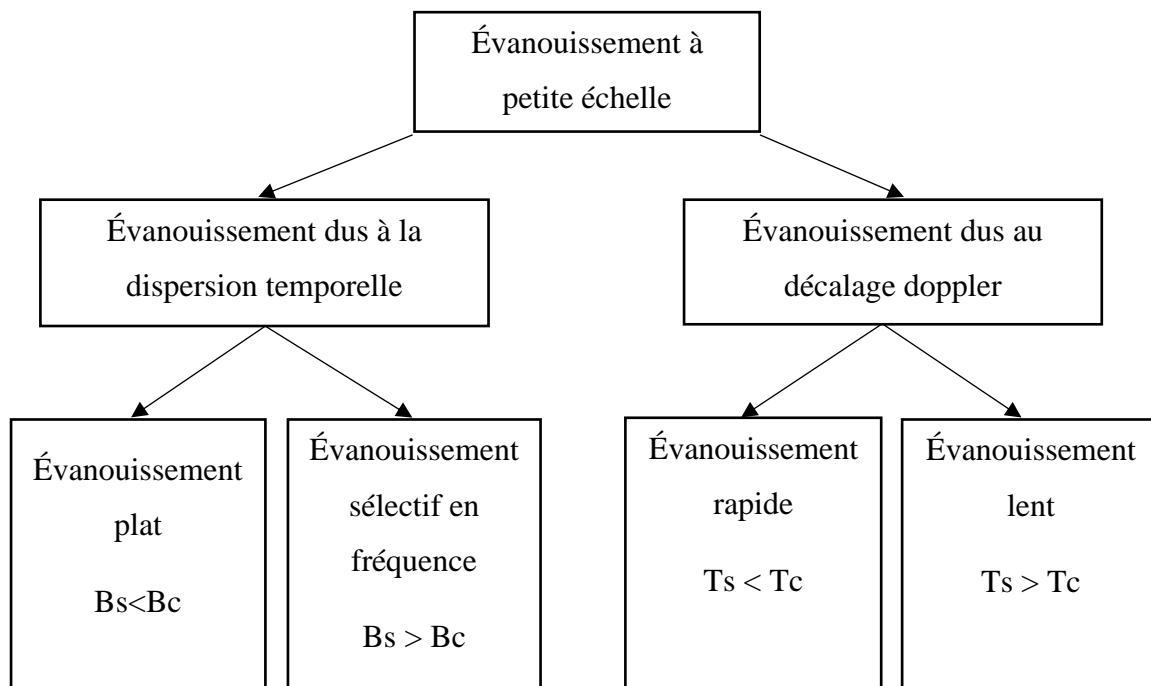 Évanouissement à
petite échelle
Évanouissement dus à la
dispersion temporelle
Évanouissement dus au
décalage doppler
Évanouissement
plat
Bs<Bc
Évanouissement
sélectif en
fréquence
Bs > Bc
Évanouissement
rapide
Ts < Tc
Évanouissement
lent
Ts > Tc